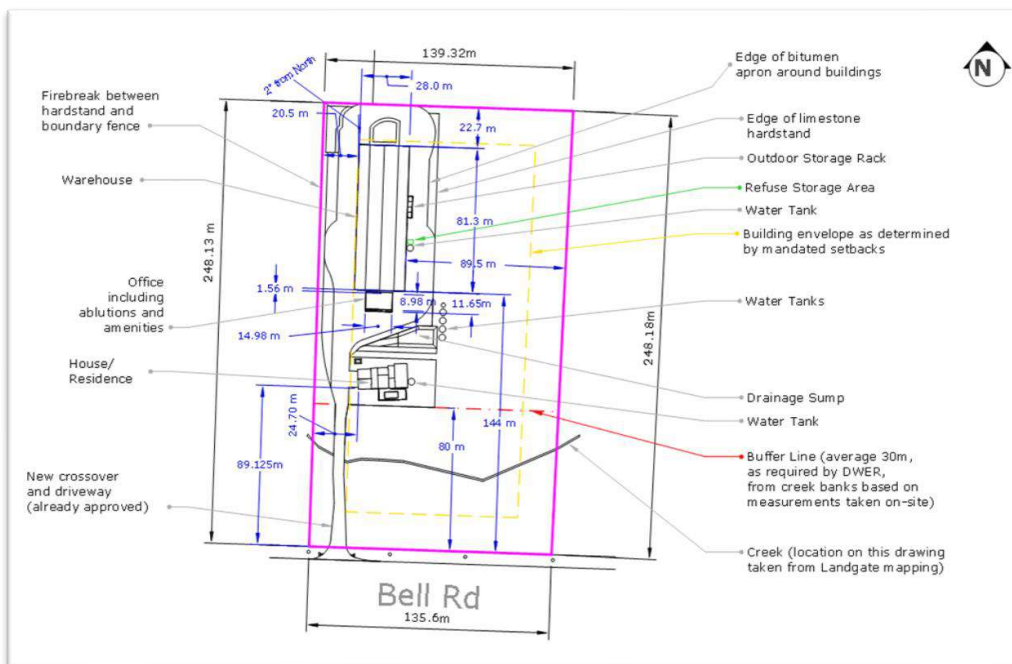 139.32m
N
2° from North
28.0 m
20.5 m
22.7 m
Firebreak between
hardstand and
boundary fence
Warehouse
248.13 m
1.56 m
Office
including
ablutions and
amenities
14.98 m
House/
Residence
24.70 m
89.125m
New crossover
and driveway
(already approved)
81.3 m
89.5 m
8.98 m
11.65m
144 m
80 m
248.18m
Edge of bitumen
apron around buildings
Edge of limestone
hardstand
Outdoor Storage Rack
Refuse Storage Area
Water Tank
Building envelope as determined
by mandated setbacks
Water Tanks
Drainage Sump
Water Tank
Buffer Line (average 30m,
as required by DWER,
from creek banks based on
measurements taken on-site)
Creek (location on this drawing
taken from Landgate mapping)
Bell Rd
135.6m